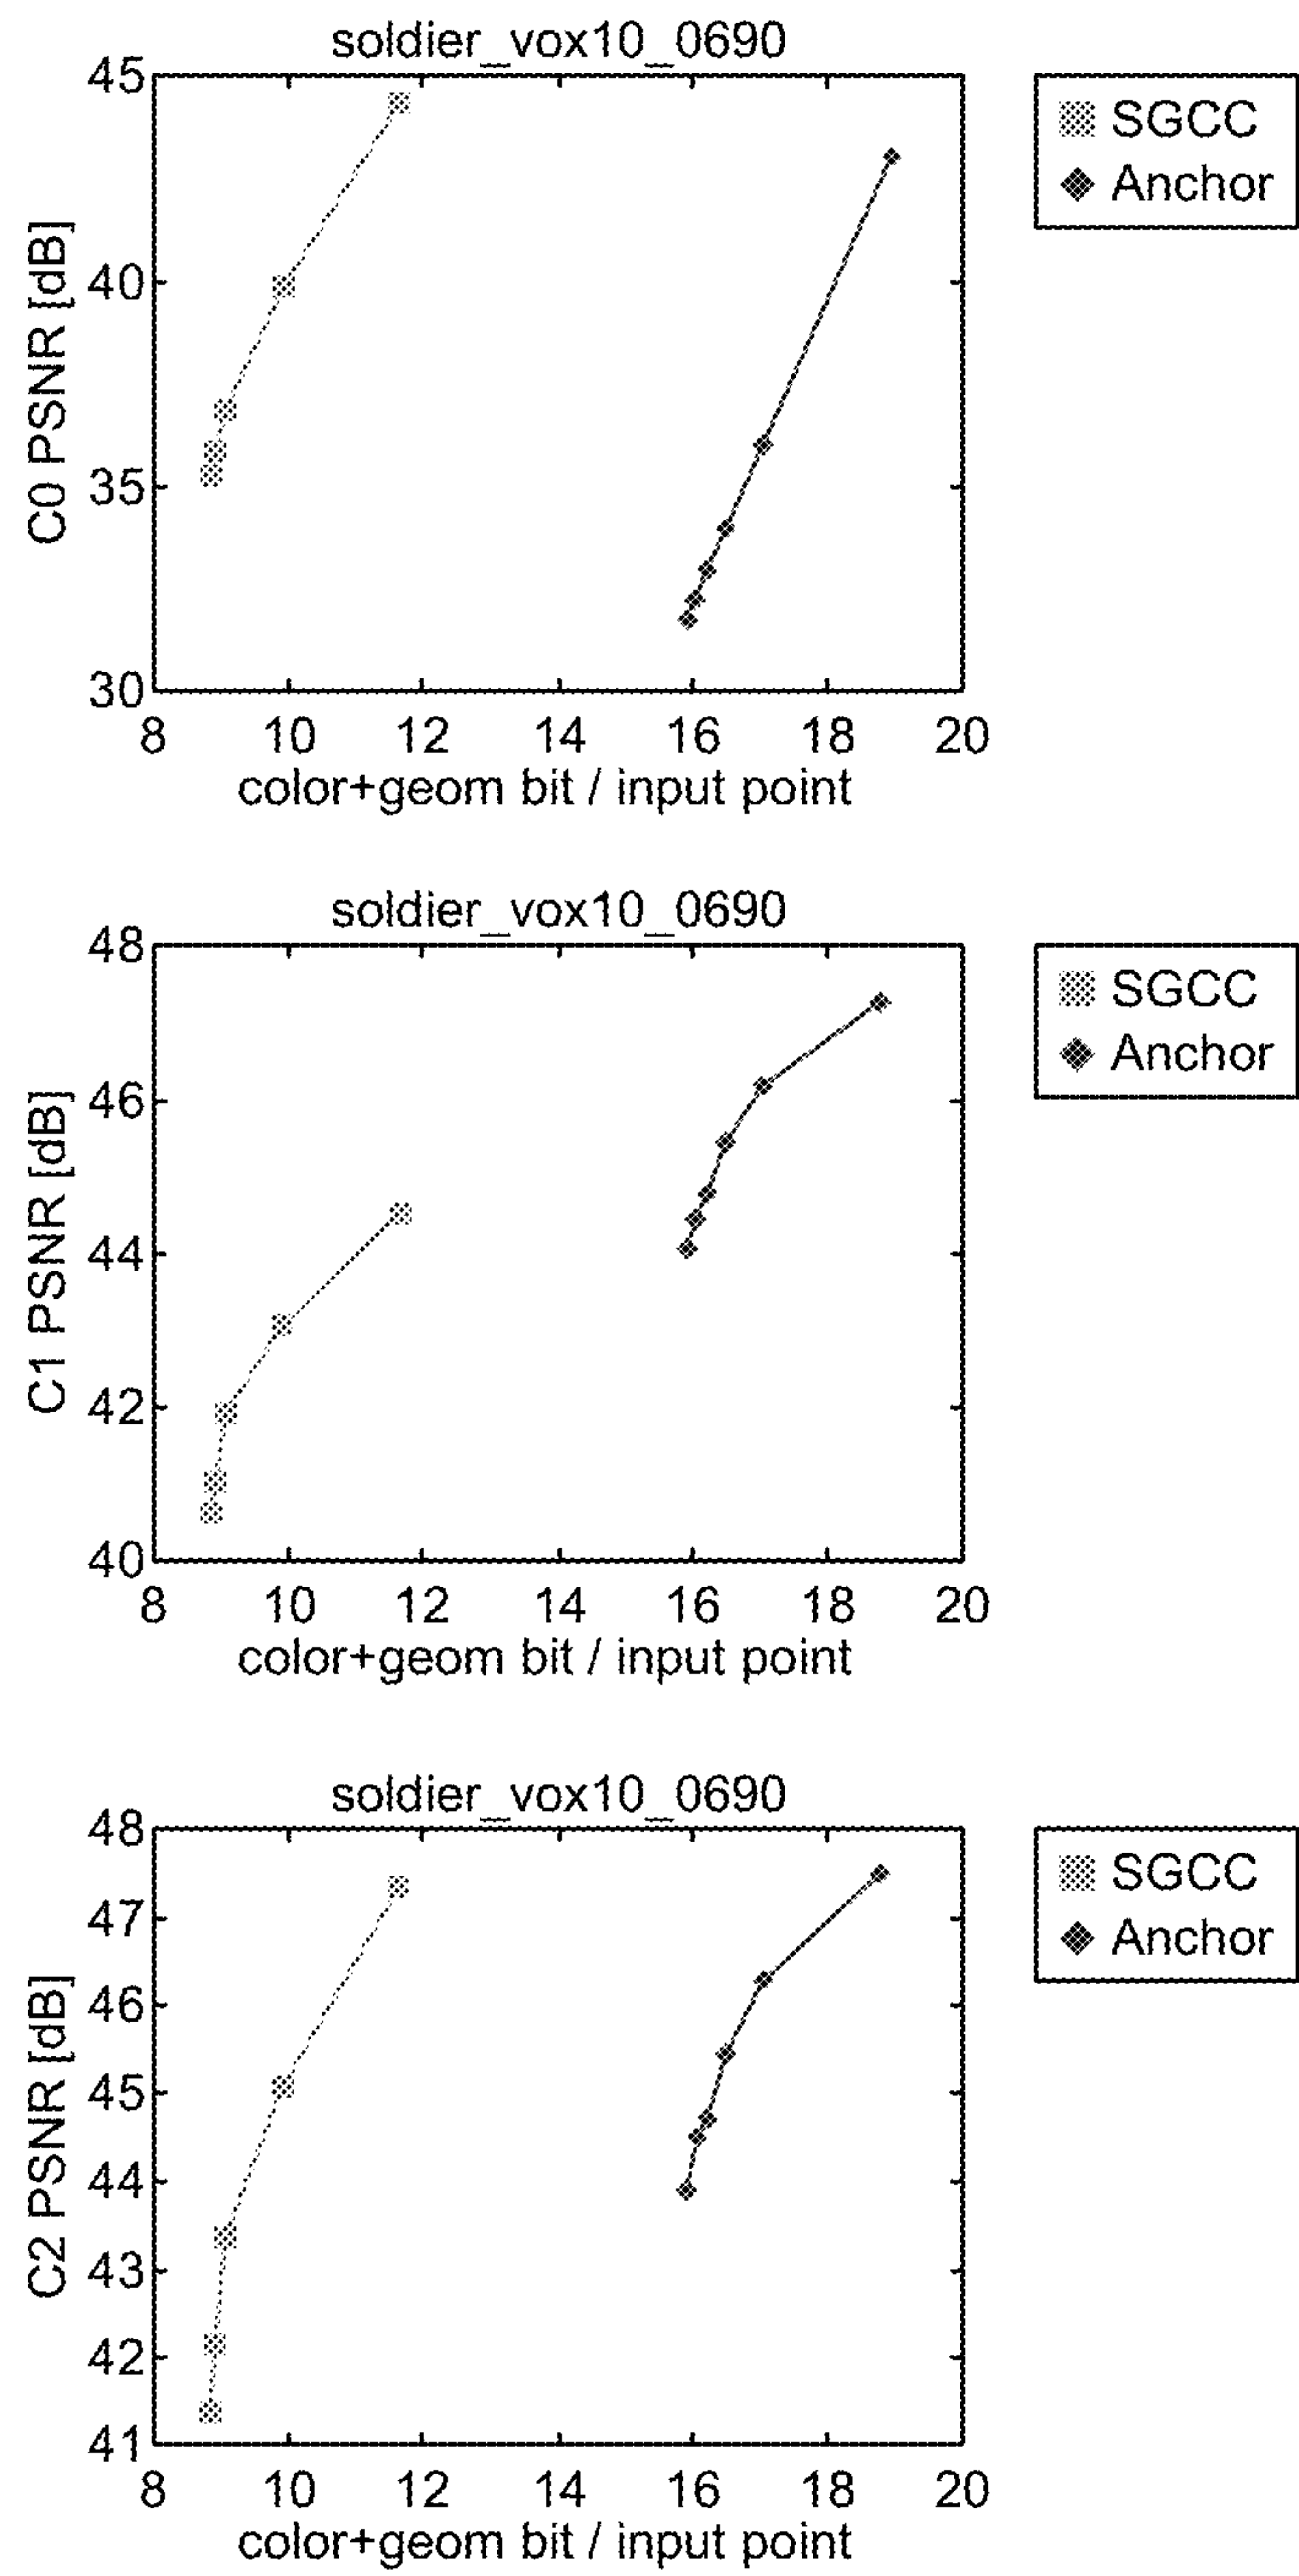 soldier_vox10_0690
45
40
35
30
C0 PSNR [dB]
8 10 12 14 16 18 20
color+geom bit / input point
SGCC
Anchor
soldier_vox10_0690
48
46
44
42
40
C1 PSNR [dB]
8 10 12 14 16 18 20
color+geom bit / input point
SGCC
Anchor
soldier_vox10_0690
48
47
46
45
44
43
42
41
C2 PSNR [dB]
8 10 12 14 16 18 20
color+geom bit / input point
SGCC
Anchor